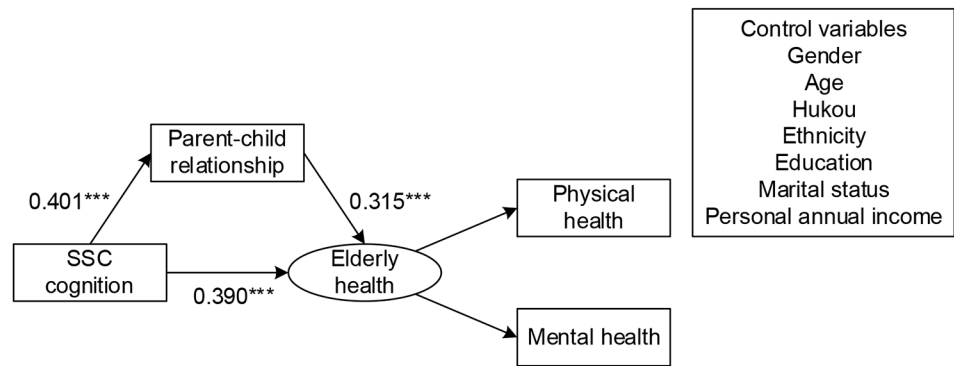 Control variables
Gender
Age
Hukou
Ethnicity
Education
Marital status
Personal annual income
Parent-child
relationship
0.401***
0.315***
Physical
health
SSC
cognition
0.390***
Elderly
health
Mental health